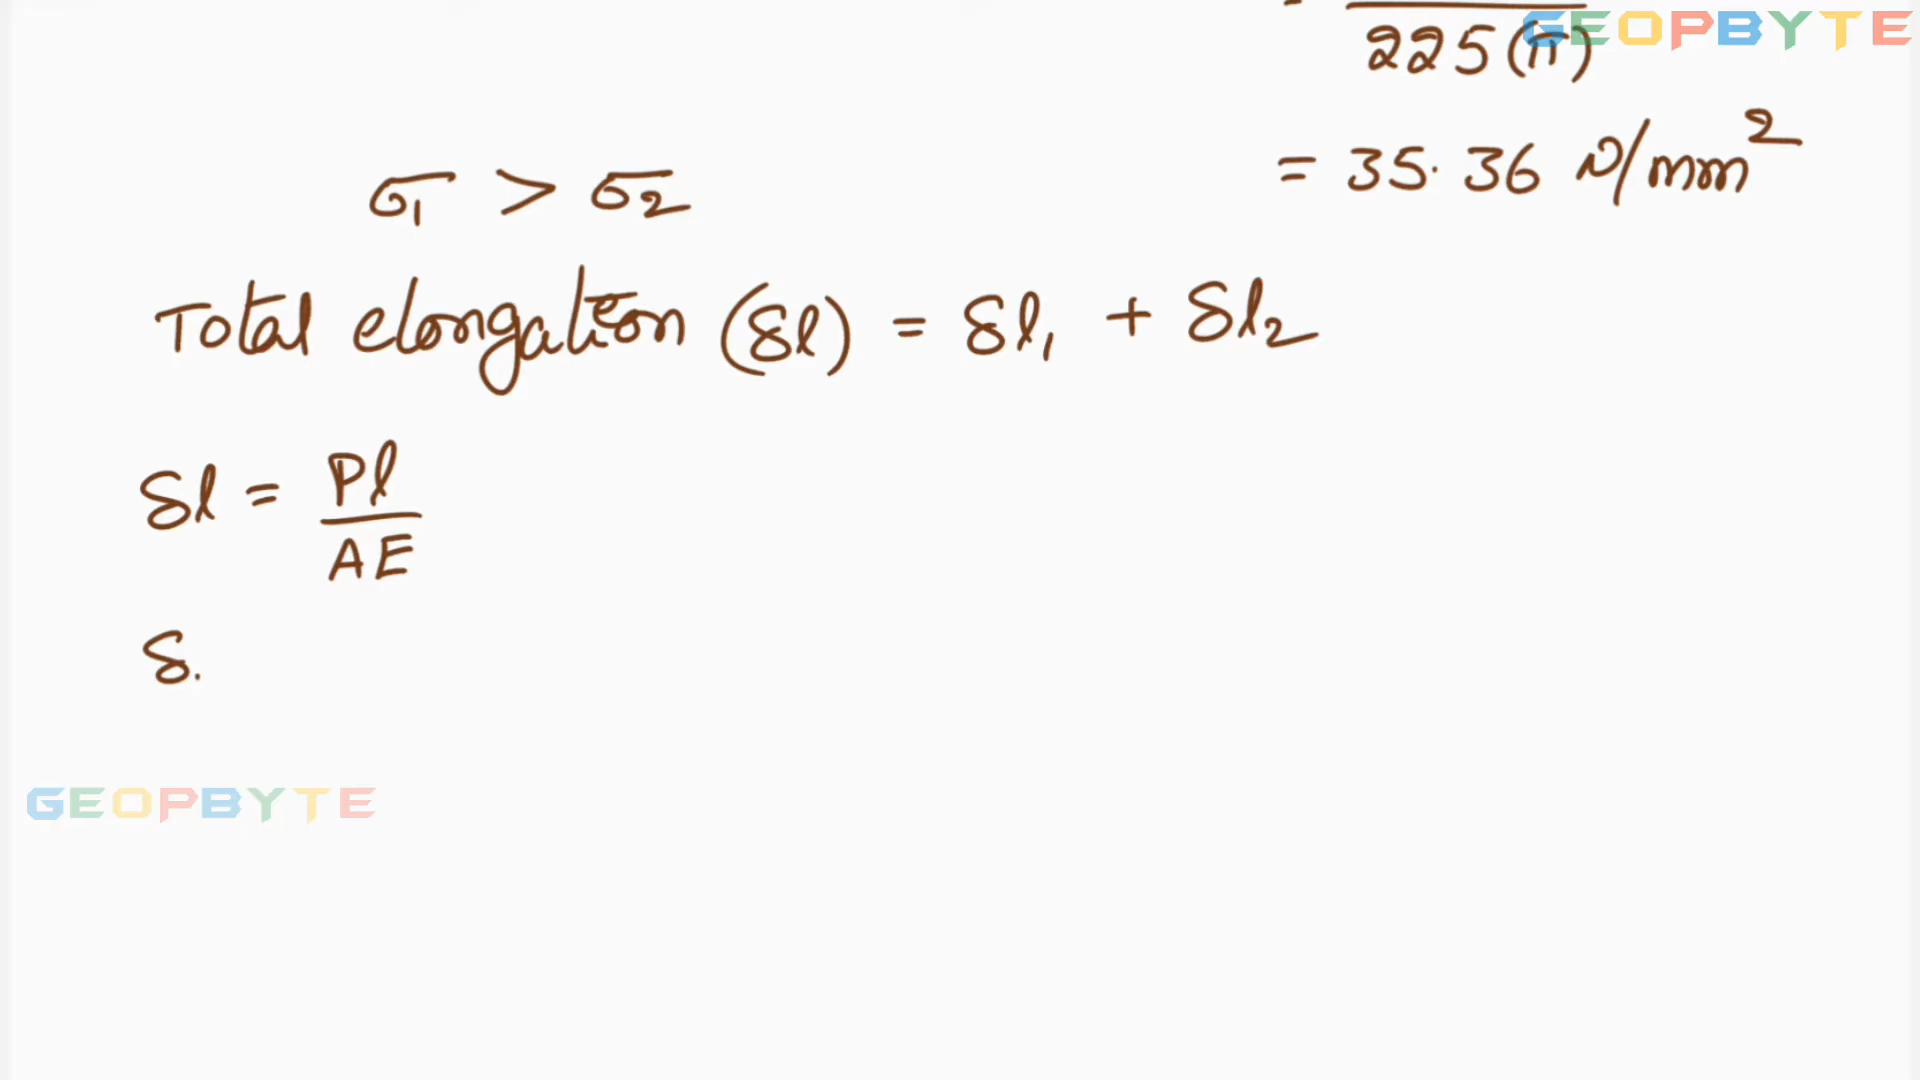 GEOPBYTE
225(π)
= 35.36 N/mm²
σ₁ > σ₂
Total elongation (δl) = δl₁ + δl₂
δl = Pl
AE
δ.
GEOPBYTE